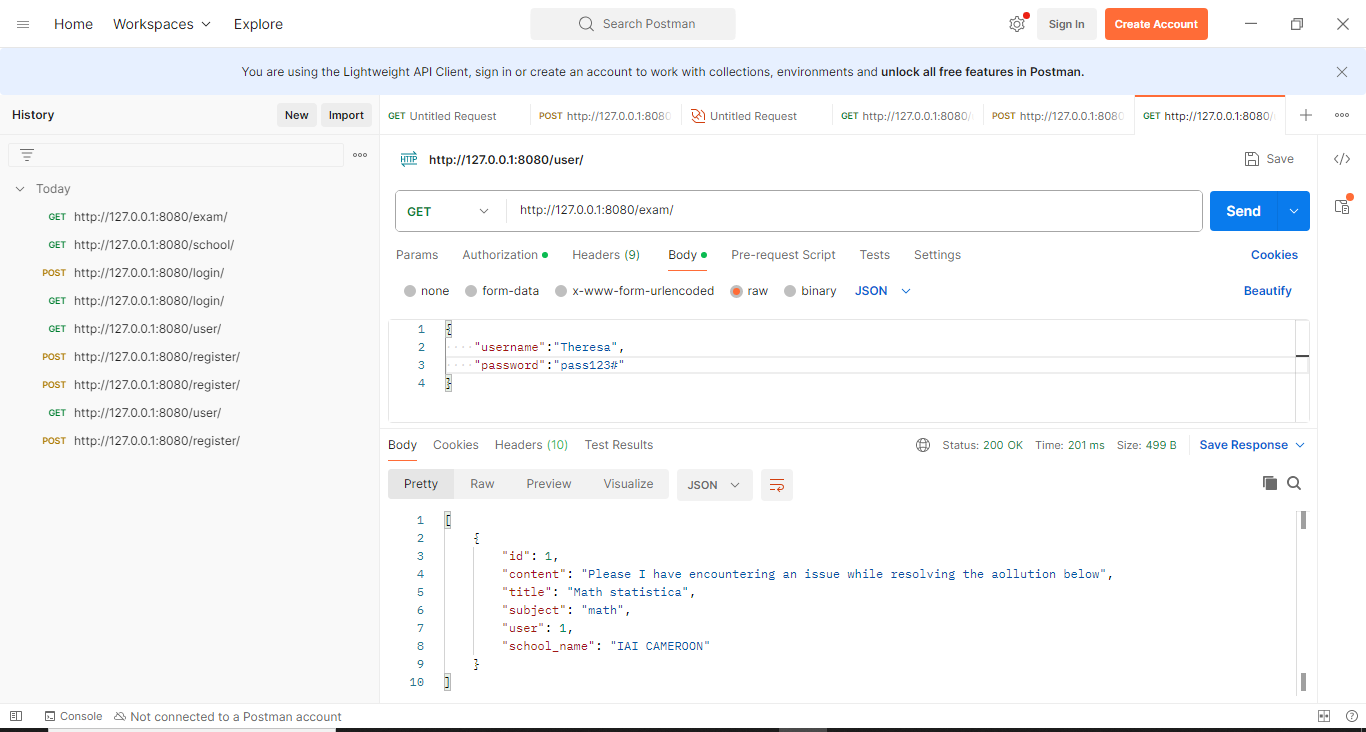 Home Workspaces Explore Search Postman Sign In Create Account
You are using the Lightweight API Client, sign in or create an account to work with collections, environments and unlock all free features in Postman.
History New Import
GET Untitled Request POST http://127.0.0.1:8080 Untitled Request GET http://127.0.0.1:8080/ POST http://127.0.0.1:8080 GET http://127.0.0.1:8080/
HTTP http://127.0.0.1:8080/user/ Save </>
Today
GET http://127.0.0.1:8080/exam/
GET http://127.0.0.1:8080/school/
POST http://127.0.0.1:8080/login/
GET http://127.0.0.1:8080/login/
GET http://127.0.0.1:8080/user/
POST http://127.0.0.1:8080/register/
POST http://127.0.0.1:8080/register/
GET http://127.0.0.1:8080/user/
POST http://127.0.0.1:8080/register/
GET http://127.0.0.1:8080/exam/ Send
Params Authorization Headers (9) Body Pre-request Script Tests Settings Cookies
none form-data x-www-form-urlencoded raw binary JSON Beautify
1 {
2 "username":"Theresa",
3 "password":"pass123#"
4 }
Body Cookies Headers (10) Test Results Status: 200 OK Time: 201 ms Size: 499 B Save Response
Pretty Raw Preview Visualize JSON
1 [
2 {
3 "id": 1,
4 "content": "Please I have encountering an issue while resolving the aollution below",
5 "title": "Math statistica",
6 "subject": "math",
7 "user": 1,
8 "school_name": "IAI CAMEROON"
9 }
10 ]
Console Not connected to a Postman account